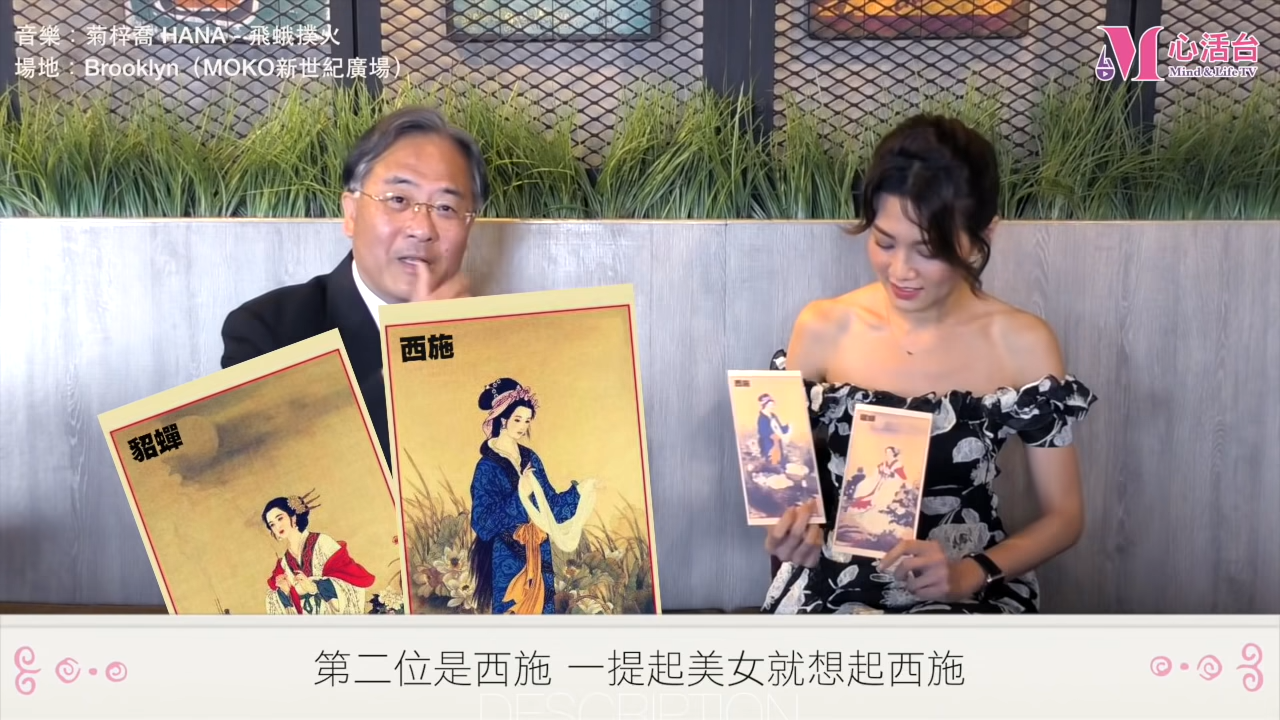 音樂：菊梓喬 HANA - 飛蛾撲火
場地：Brooklyn（MOKO新世紀廣場）
M 心活台
Mind & Life TV
西施
貂蟬
西施
第二位是西施 一提起美女就想起西施
DESCRIPTION